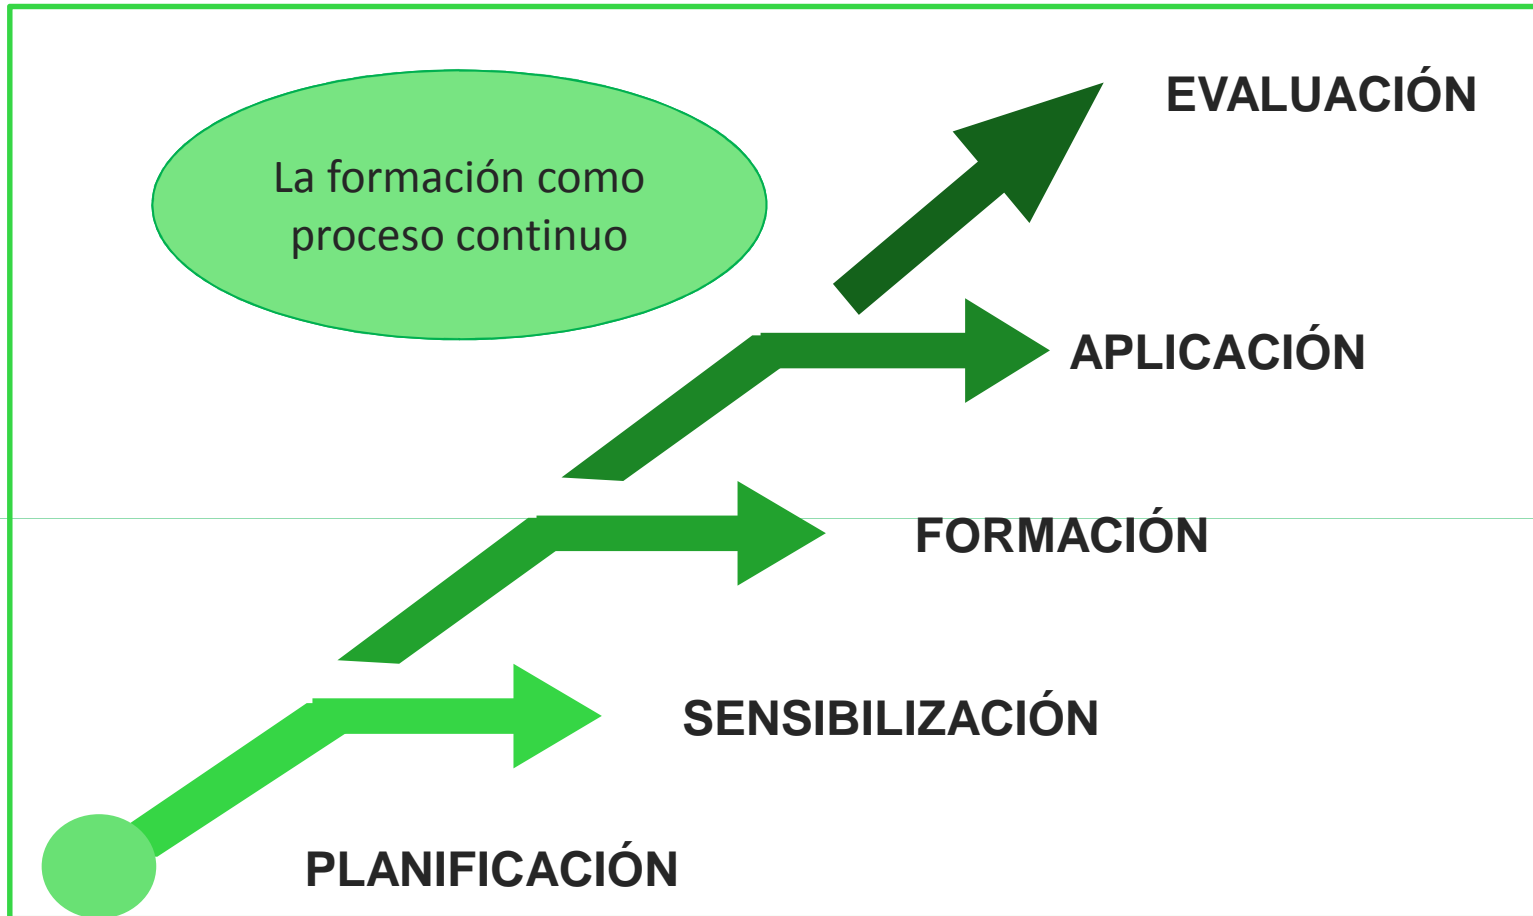 EVALUACIÓN
La formación como
proceso continuo
APLICACIÓN
FORMACIÓN
SENSIBILIZACIÓN
PLANIFICACIÓN